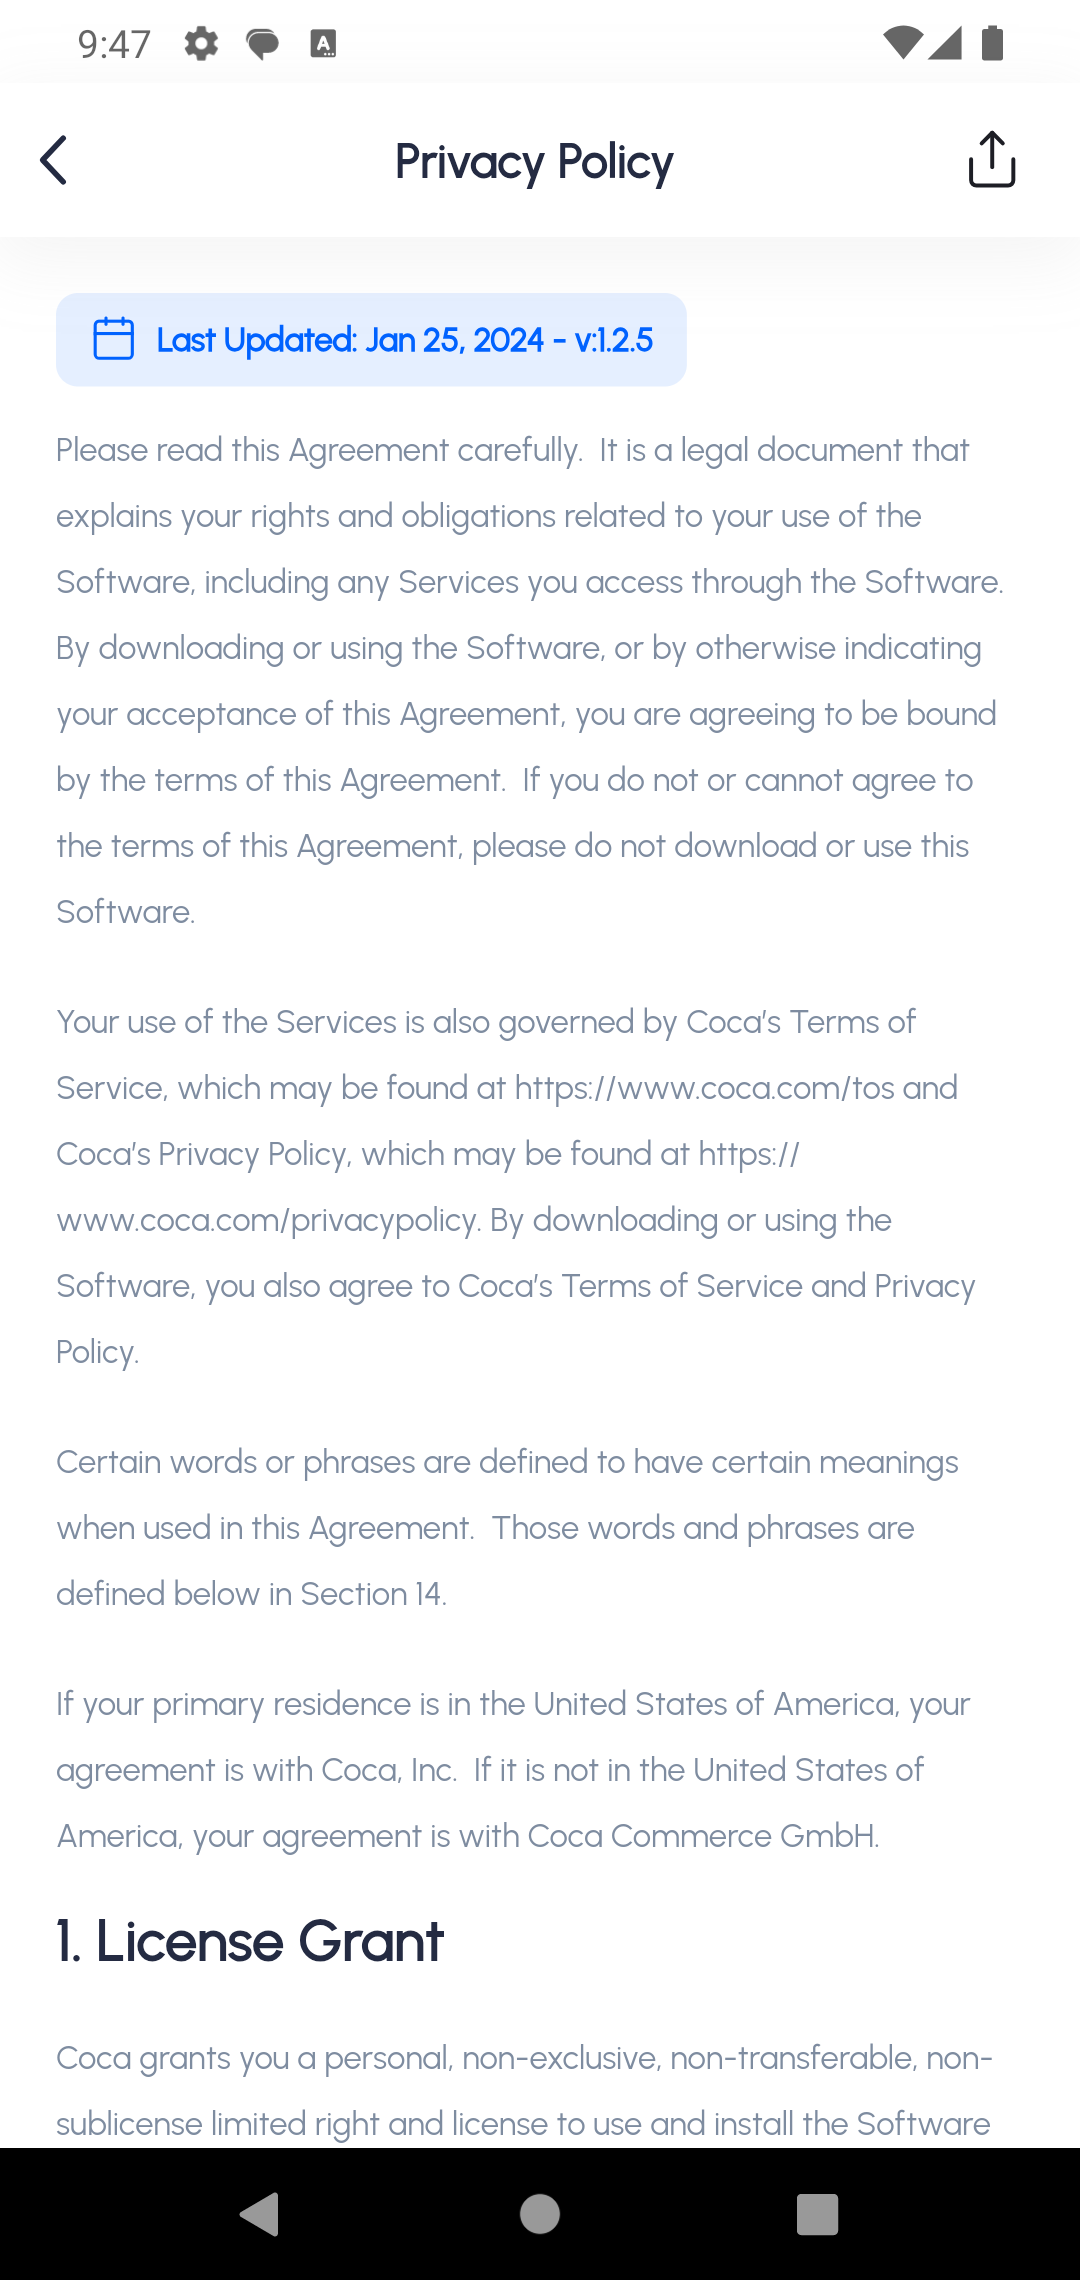 9:47
Privacy Policy
Last Updated: Jan 25, 2024 - v:1.2.5
Please read this Agreement carefully.  It is a legal document that
explains your rights and obligations related to your use of the
Software, including any Services you access through the Software.
By downloading or using the Software, or by otherwise indicating
your acceptance of this Agreement, you are agreeing to be bound
by the terms of this Agreement.  If you do not or cannot agree to
the terms of this Agreement, please do not download or use this
Software.
Your use of the Services is also governed by Coca’s Terms of
Service, which may be found at https://www.coca.com/tos and
Coca’s Privacy Policy, which may be found at https://
www.coca.com/privacypolicy. By downloading or using the
Software, you also agree to Coca’s Terms of Service and Privacy
Policy.
Certain words or phrases are defined to have certain meanings
when used in this Agreement.  Those words and phrases are
defined below in Section 14.
If your primary residence is in the United States of America, your
agreement is with Coca, Inc.  If it is not in the United States of
America, your agreement is with Coca Commerce GmbH.
1. License Grant
Coca grants you a personal, non-exclusive, non-transferable, non-
sublicense limited right and license to use and install the Software